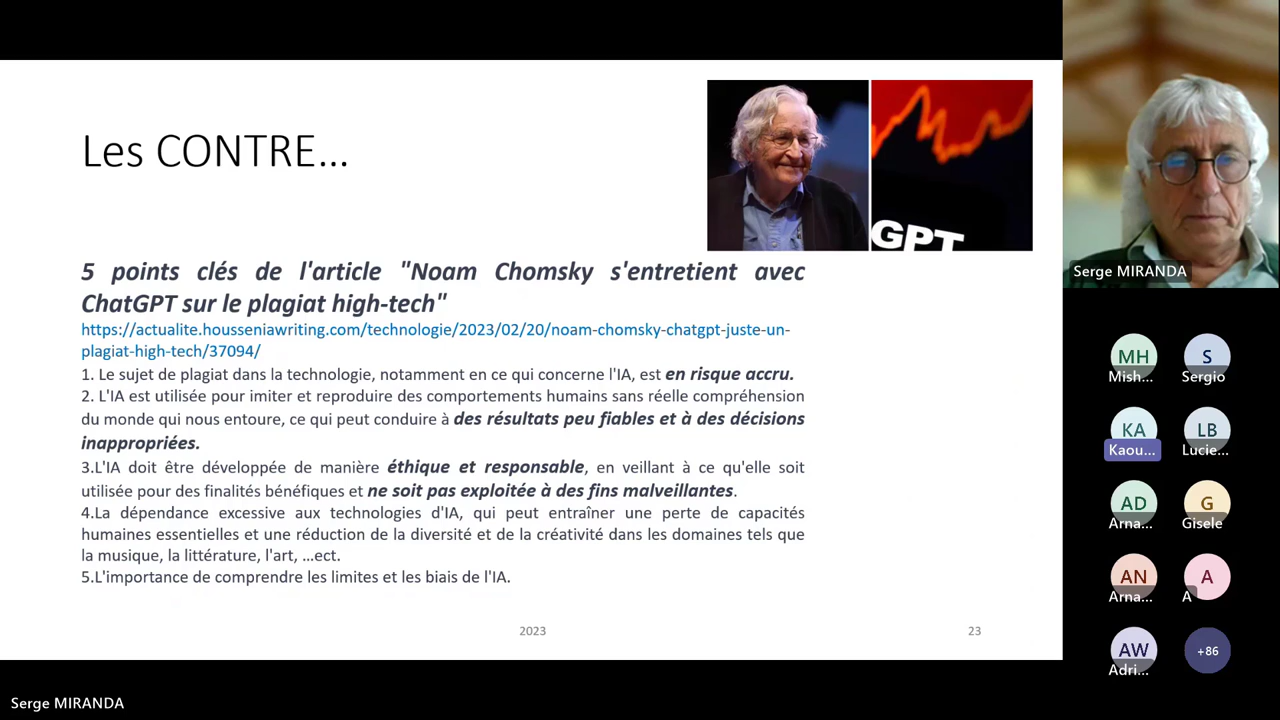 Les CONTRE...
GPT
5 points clés de l'article "Noam Chomsky s'entretient avec
ChatGPT sur le plagiat high-tech"
https://actualite.housseniawriting.com/technologie/2023/02/20/noam-chomsky-chatgpt-juste-un-
plagiat-high-tech/37094/
1. Le sujet de plagiat dans la technologie, notamment en ce qui concerne l'IA, est en risque accru.
2. L'IA est utilisée pour imiter et reproduire des comportements humains sans réelle compréhension
du monde qui nous entoure, ce qui peut conduire à des résultats peu fiables et à des décisions
inappropriées.
3.L'IA doit être développée de manière éthique et responsable, en veillant à ce qu'elle soit
utilisée pour des finalités bénéfiques et ne soit pas exploitée à des fins malveillantes.
4.La dépendance excessive aux technologies d'IA, qui peut entraîner une perte de capacités
humaines essentielles et une réduction de la diversité et de la créativité dans les domaines tels que
la musique, la littérature, l'art, ...ect.
5.L'importance de comprendre les limites et les biais de l'IA.
2023
23
Serge MIRANDA
MH
Mish...
S
Sergio
KA
Kaou...
LB
Lucie...
AD
Arna...
G
Gisele
AN
Arna...
A
A
AW
Adri...
+86
Serge MIRANDA